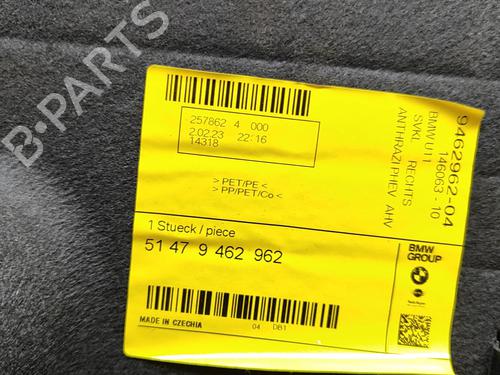 B-PARTS
257862 4 000
2.02.23 22:16
14318
> PET/PE <
> PP/PET/Co <
1 Stueck / piece
51 47 9 462 962
MADE IN CZECHIA
04 DB1
9462962-04
146063 - 10
BMW U11
SVKL RECHTS
ANTHRAZI PHEV AHV
BMW
GROUP